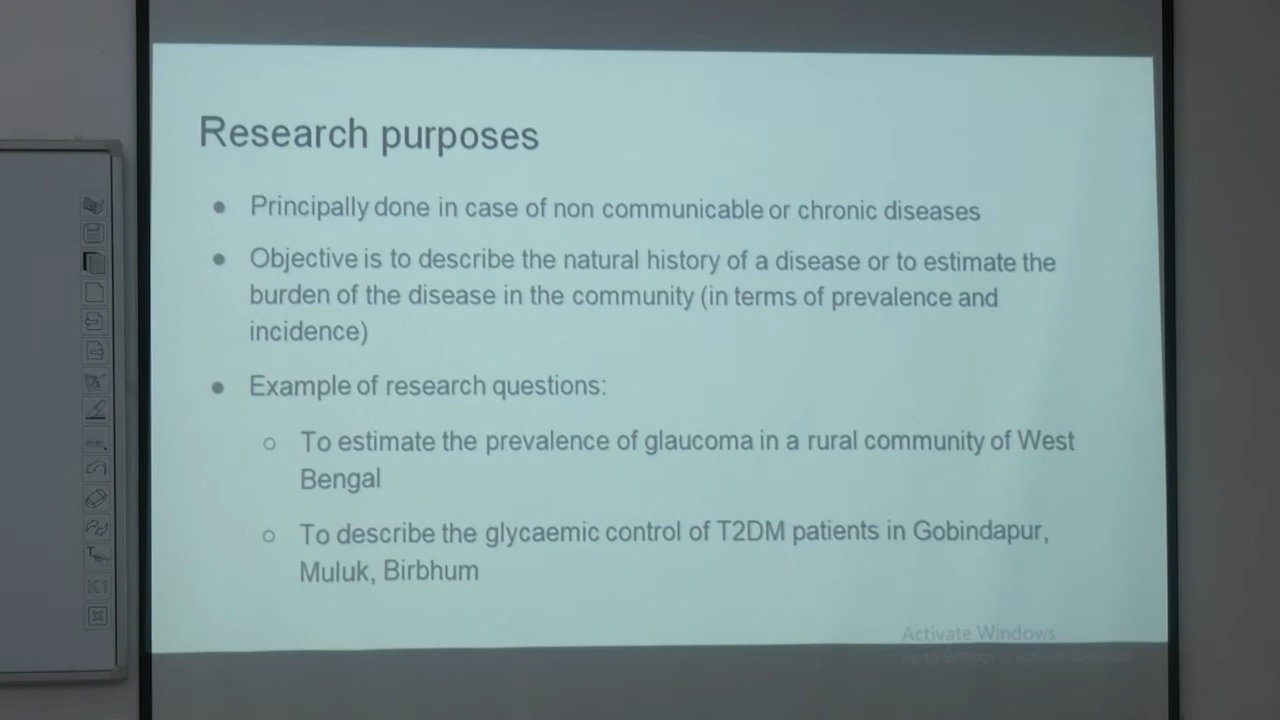 Research purposes
● Principally done in case of non communicable or chronic diseases
● Objective is to describe the natural history of a disease or to estimate the
burden of the disease in the community (in terms of prevalence and
incidence)
● Example of research questions:
○ To estimate the prevalence of glaucoma in a rural community of West
Bengal
○ To describe the glycaemic control of T2DM patients in Gobindapur,
Muluk, Birbhum
Activate Windows